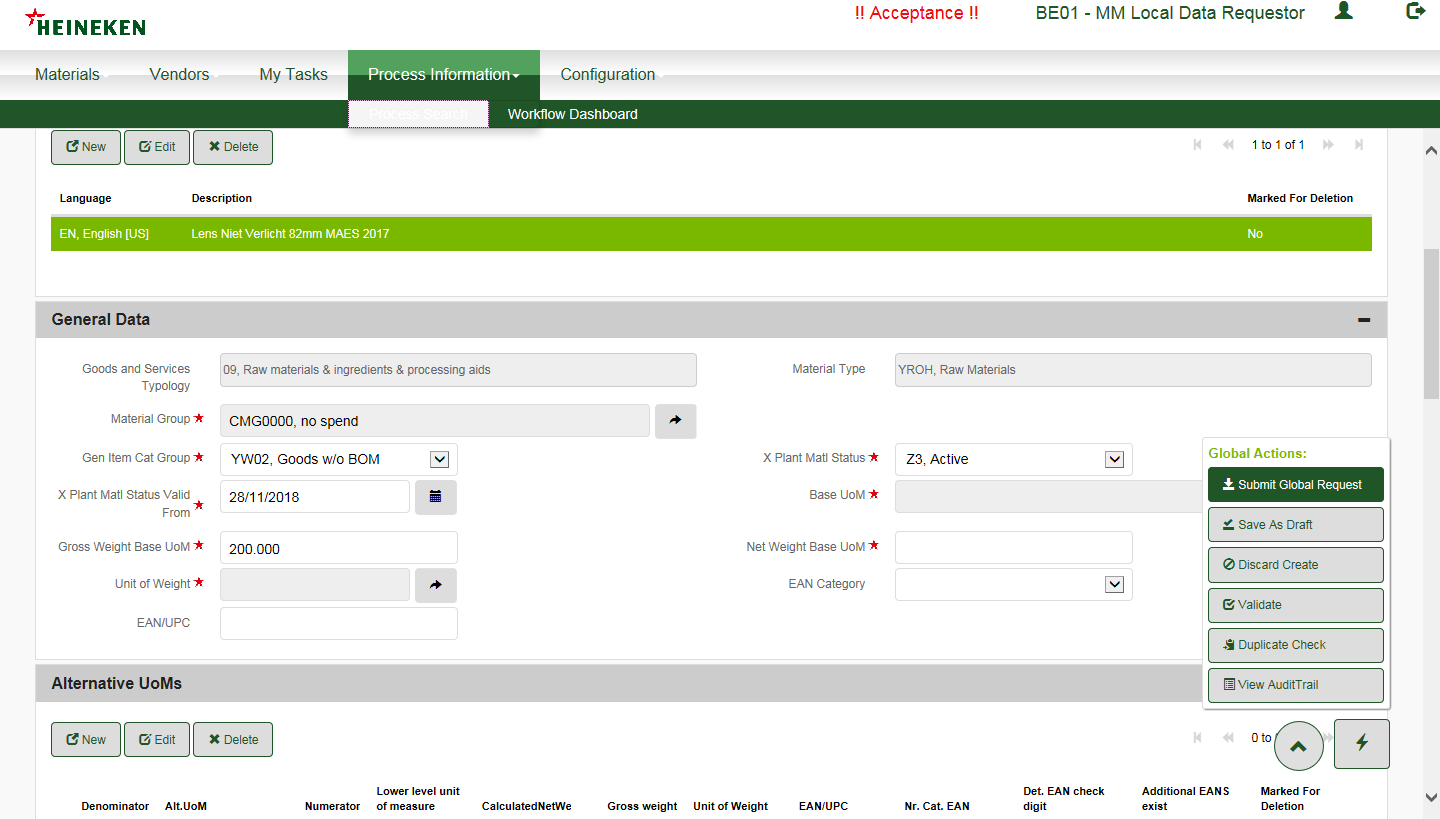 HEINEKEN
!! Acceptance !!
BE01 - MM Local Data Requestor
Materials
Vendors
My Tasks
Process Information
Configuration
Process Search
Workflow Dashboard
New
Edit
Delete
1 to 1 of 1
Language
Description
Marked For Deletion
EN, English [US]
Lens Niet Verlicht 82mm MAES 2017
No
General Data
Goods and Services
Typology
09, Raw materials & ingredients & processing aids
Material Type
YROH, Raw Materials
Material Group
CMG0000, no spend
Gen Item Cat Group
YW02, Goods w/o BOM
X Plant Matl Status
Z3, Active
X Plant Matl Status Valid
From
28/11/2018
Base UoM
Gross Weight Base UoM
200.000
Net Weight Base UoM
Unit of Weight
EAN Category
EAN/UPC
Global Actions:
Submit Global Request
Save As Draft
Discard Create
Validate
Duplicate Check
View AuditTrail
Alternative UoMs
New
Edit
Delete
0 to
Denominator
Alt.UoM
Numerator
Lower level unit
of measure
CalculatedNetWe
Gross weight
Unit of Weight
EAN/UPC
Nr. Cat. EAN
Det. EAN check
digit
Additional EANS
exist
Marked For
Deletion